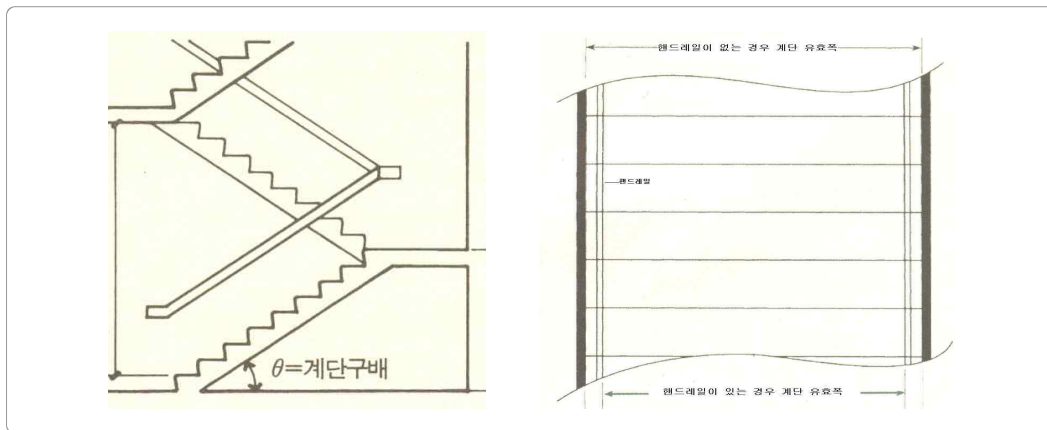 θ=계단구배
핸드레일이 없는 경우 계단 유효폭
핸드레일
핸드레일이 있는 경우 계단 유효폭